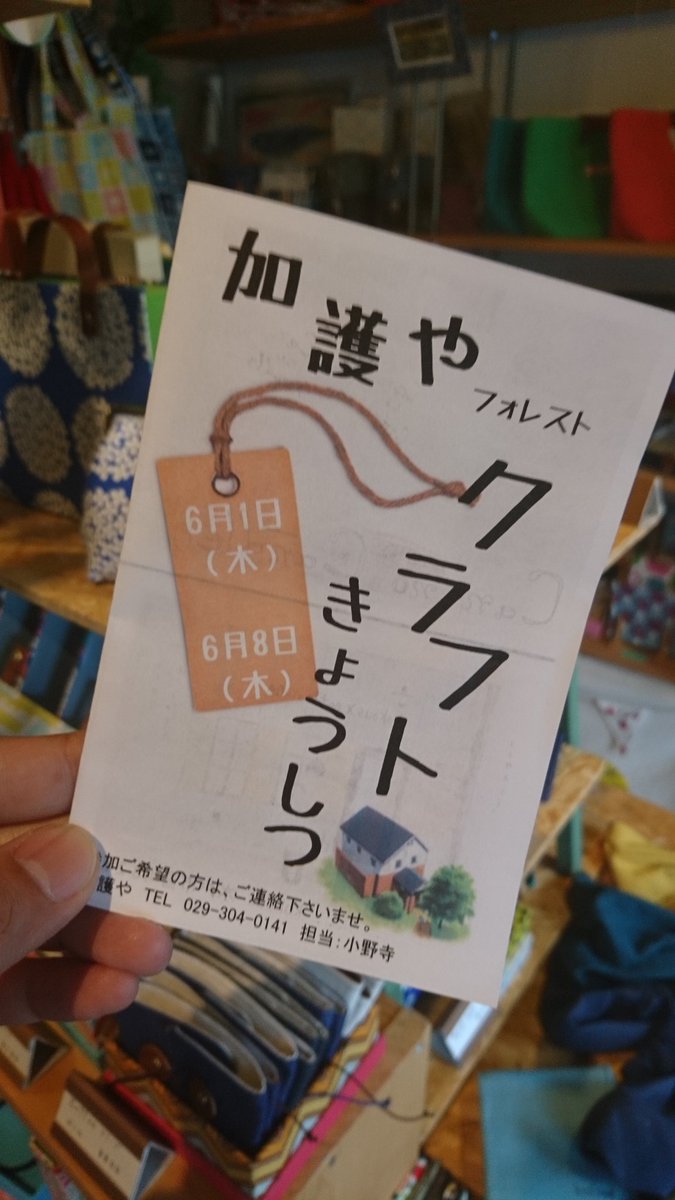 加護や
フォレスト
クラフト
きょうしつ
6月1日
(木)
6月8日
(木)
加ご希望の方は、ご連絡下さいませ。
護や TEL 029-304-0141 担当:小野寺